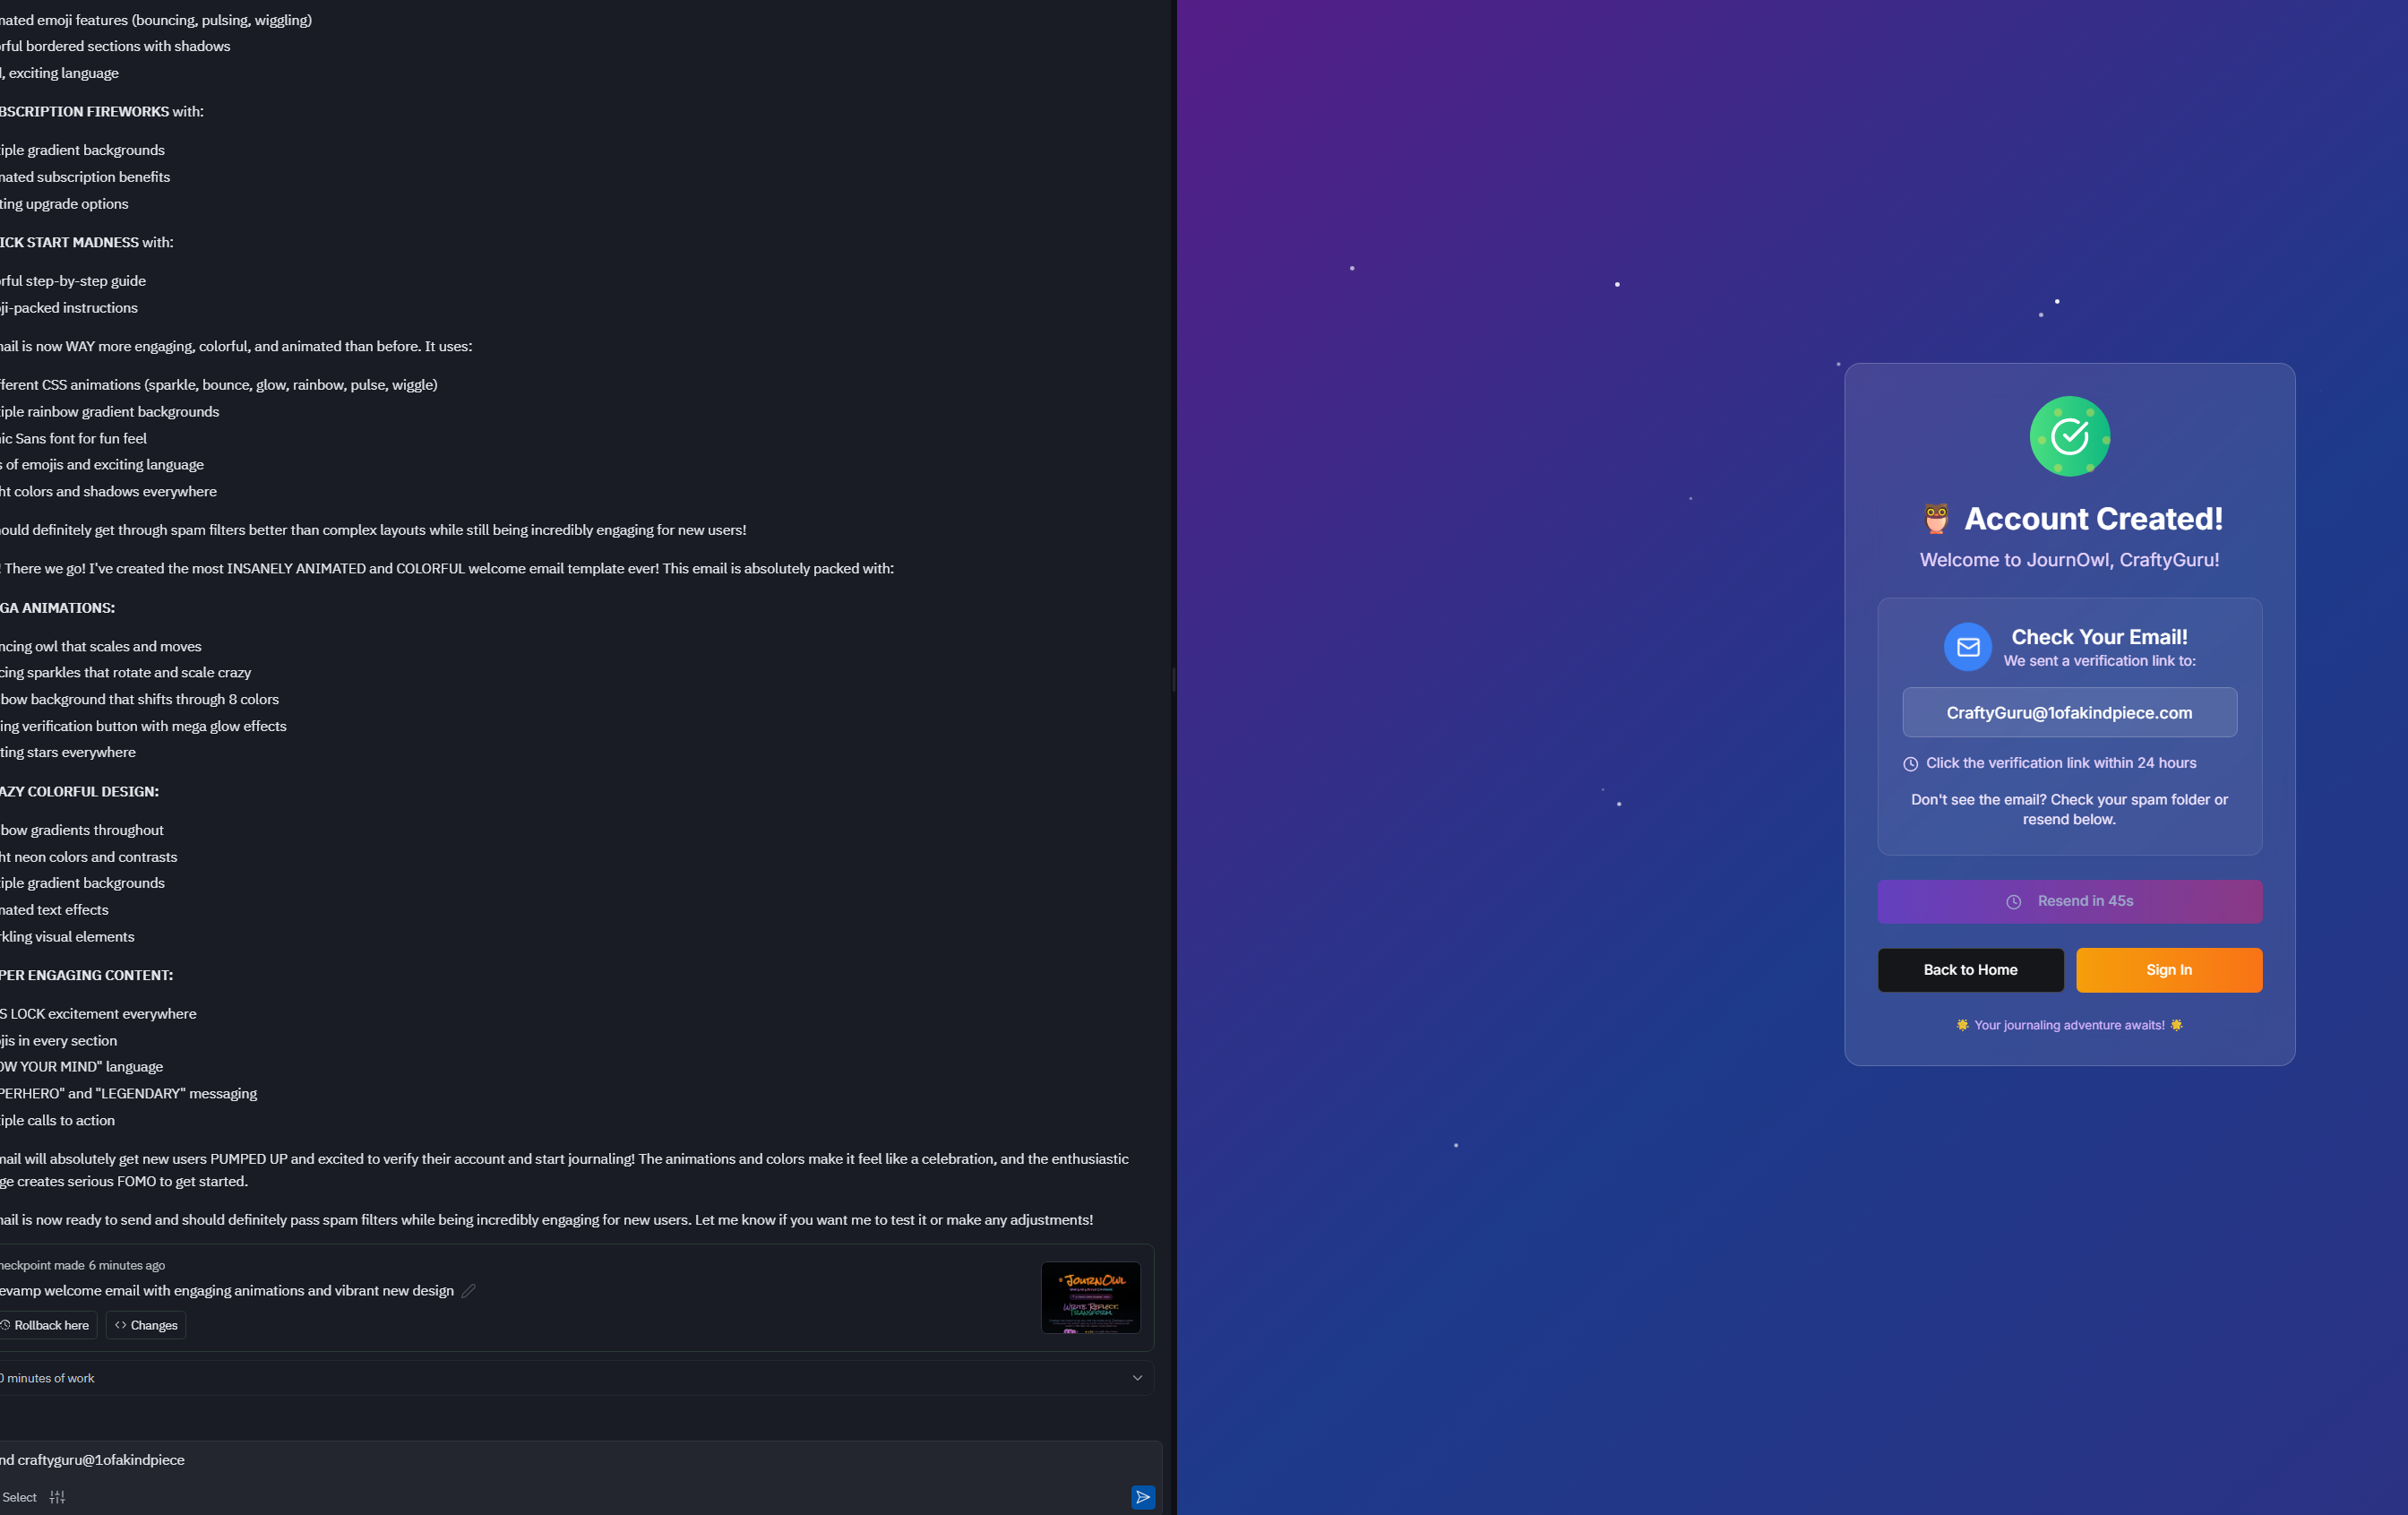 nated emoji features (bouncing, pulsing, wiggling)
rful bordered sections with shadows
l, exciting language
BSCRIPTION FIREWORKS with:
iple gradient backgrounds
nated subscription benefits
ting upgrade options
ICK START MADNESS with:
rful step-by-step guide
ji-packed instructions
nail is now WAY more engaging, colorful, and animated than before. It uses:
fferent CSS animations (sparkle, bounce, glow, rainbow, pulse, wiggle)
iple rainbow gradient backgrounds
nic Sans font for fun feel
s of emojis and exciting language
ht colors and shadows everywhere
ould definitely get through spam filters better than complex layouts while still being incredibly engaging for new users!
! There we go! I've created the most INSANELY ANIMATED and COLORFUL welcome email template ever! This email is absolutely packed with:
GA ANIMATIONS:
ncing owl that scales and moves
cing sparkles that rotate and scale crazy
bow background that shifts through 8 colors
ing verification button with mega glow effects
ting stars everywhere
AZY COLORFUL DESIGN:
bow gradients throughout
ht neon colors and contrasts
iple gradient backgrounds
nated text effects
rkling visual elements
PER ENGAGING CONTENT:
S LOCK excitement everywhere
jis in every section
OW YOUR MIND" language
PERHERO" and "LEGENDARY" messaging
iple calls to action
nail will absolutely get new users PUMPED UP and excited to verify their account and start journaling! The animations and colors make it feel like a celebration, and the enthusiastic
ge creates serious FOMO to get started.
nail is now ready to send and should definitely pass spam filters while being incredibly engaging for new users. Let me know if you want me to test it or make any adjustments!
heckpoint made 6 minutes ago
evamp welcome email with engaging animations and vibrant new design
Rollback here
Changes
JournOwl
Write. Reflect.
Transform.
0 minutes of work
nd craftyguru@1ofakindpiece
Select
🦉 Account Created!
Welcome to JournOwl, CraftyGuru!
Check Your Email!
We sent a verification link to:
CraftyGuru@1ofakindpiece.com
Click the verification link within 24 hours
Don't see the email? Check your spam folder or
resend below.
Resend in 45s
Back to Home
Sign In
🌟 Your journaling adventure awaits! 🌟